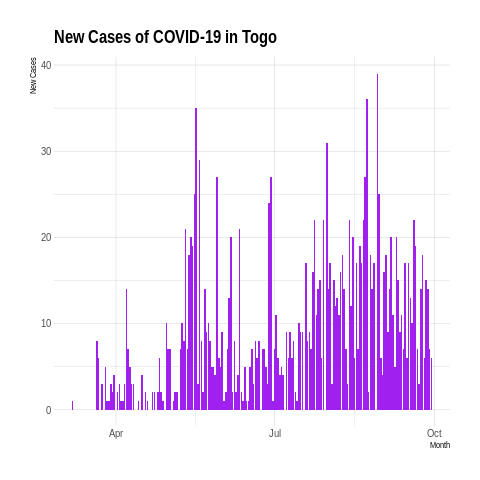 New Cases of COVID-19 in Togo
New Cases
40
30
20
10
0
Apr
Jul
Oct
Month